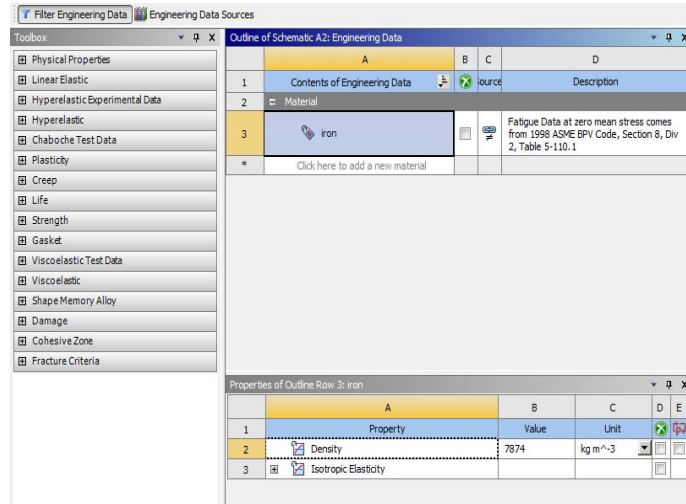 Filter Engineering Data Engineering Data Sources
Toolbox
Physical Properties
Linear Elastic
Hyperelastic Experimental Data
Hyperelastic
Chaboche Test Data
Plasticity
Creep
Life
Strength
Gasket
Viscoelastic Test Data
Viscoelastic
Shape Memory Alloy
Damage
Cohesive Zone
Fracture Criteria
Outline of Schematic A2: Engineering Data
A B C D
1 Contents of Engineering Data ource Description
2 Material
3 iron Fatigue Data at zero mean stress comes
from 1998 ASME BPV Code, Section 8, Div
2, Table 5-110.1
* Click here to add a new material
Properties of Outline Row 3: iron
A B C D E
1 Property Value Unit
2 Density 7874 kg m^-3
3 Isotropic Elasticity